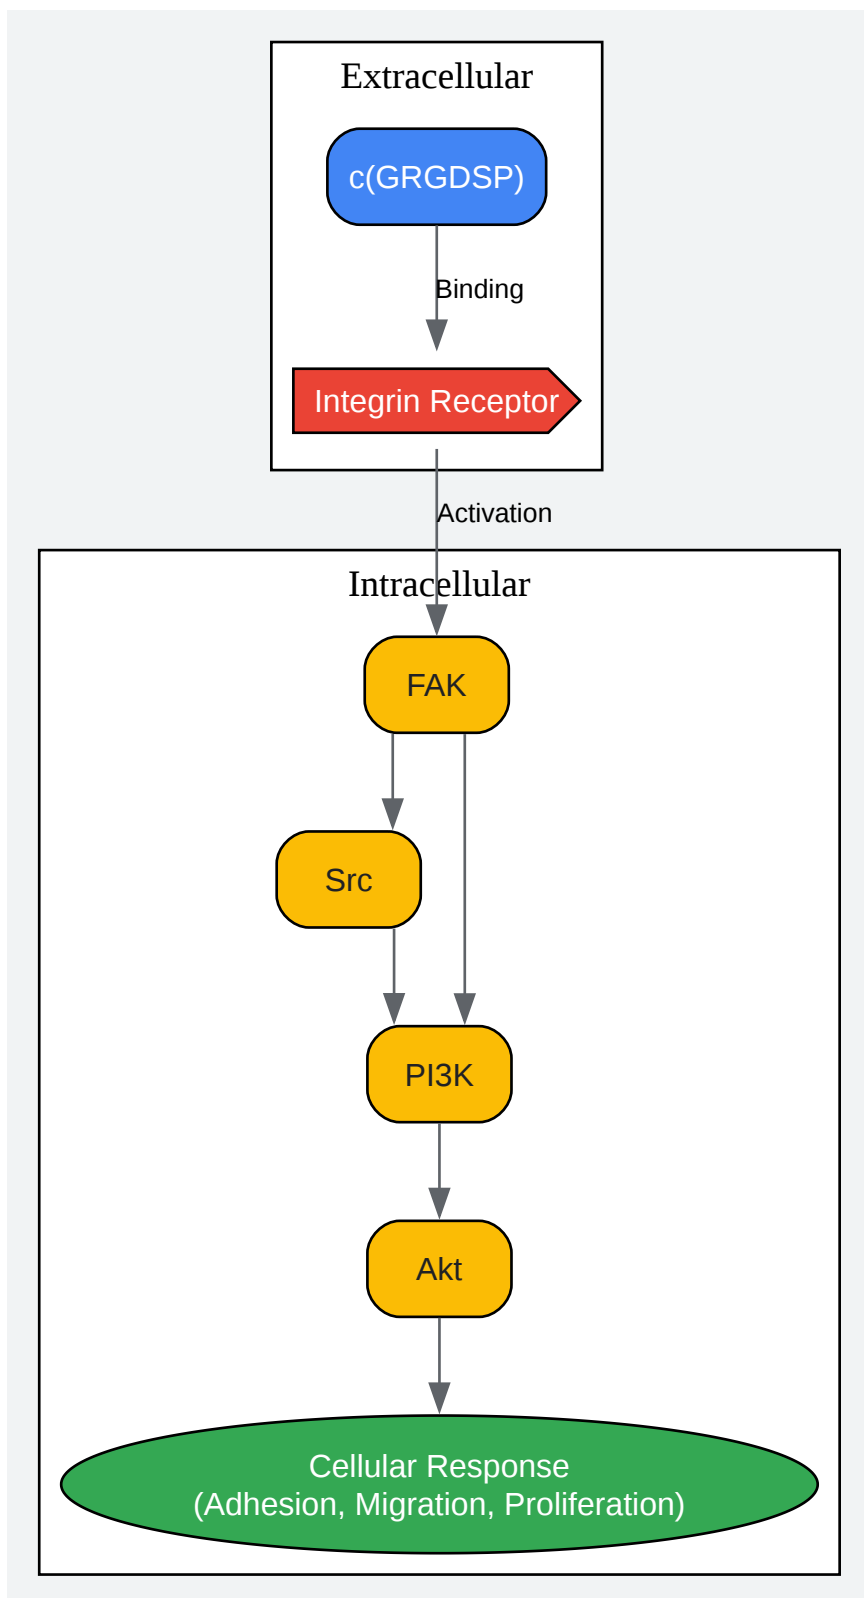 Extracellular
c(GRGDSP)
Binding
Integrin Receptor
Activation
Intracellular
FAK
Src
PI3K
Akt
Cellular Response
(Adhesion, Migration, Proliferation)